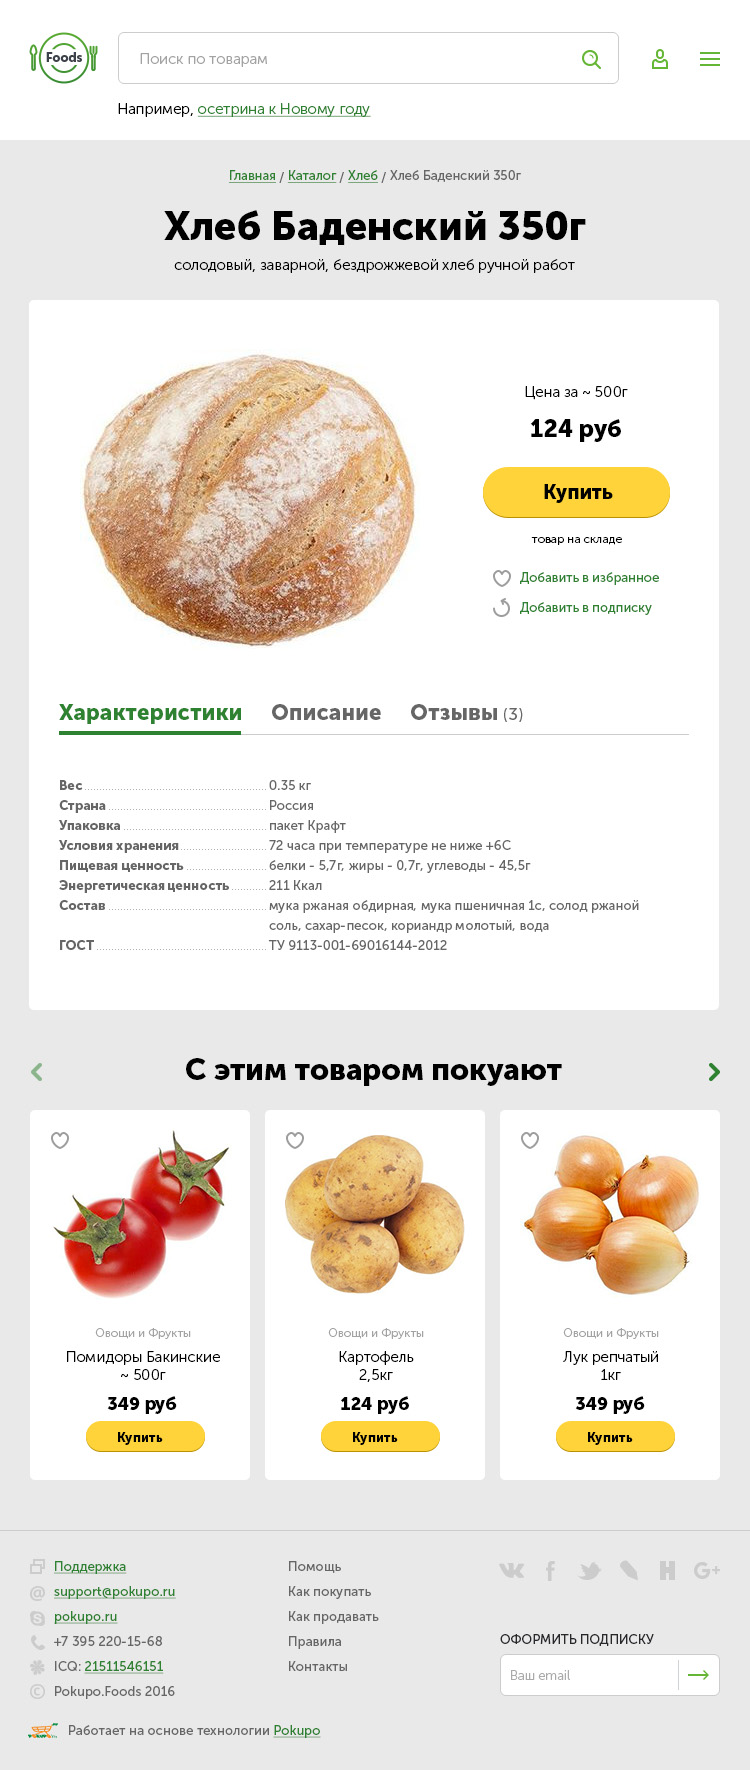 Foods
Поиск по товарам
Например, осетрина к Новому году
Главная / Каталог / Хлеб / Хлеб Баденский 350г
Хлеб Баденский 350г
солодовый, заварной, бездрожжевой хлеб ручной работ
Цена за ~ 500г
124 руб
Купить
товар на складе
Добавить в избранное
Добавить в подписку
Характеристики Описание Отзывы (3)
Вес 0.35 кг
Страна Россия
Упаковка пакет Крафт
Условия хранения 72 часа при температуре не ниже +6С
Пищевая ценность белки - 5,7г, жиры - 0,7г, углеводы - 45,5г
Энергетическая ценность 211 Ккал
Состав мука ржаная обдирная, мука пшеничная 1с, солод ржаной
соль, сахар-песок, кориандр молотый, вода
ГОСТ ТУ 9113-001-69016144-2012
С этим товаром покуают
Овощи и Фрукты
Помидоры Бакинские
~ 500г
349 руб
Купить
Овощи и Фрукты
Картофель
2,5кг
124 руб
Купить
Овощи и Фрукты
Лук репчатый
1кг
349 руб
Купить
Поддержка
support@pokupo.ru
pokupo.ru
+7 395 220-15-68
ICQ: 21511546151
Pokupo.Foods 2016
Работает на основе технологии Pokupo
Помощь
Как покупать
Как продавать
Правила
Контакты
ОФОРМИТЬ ПОДПИСКУ
Ваш email